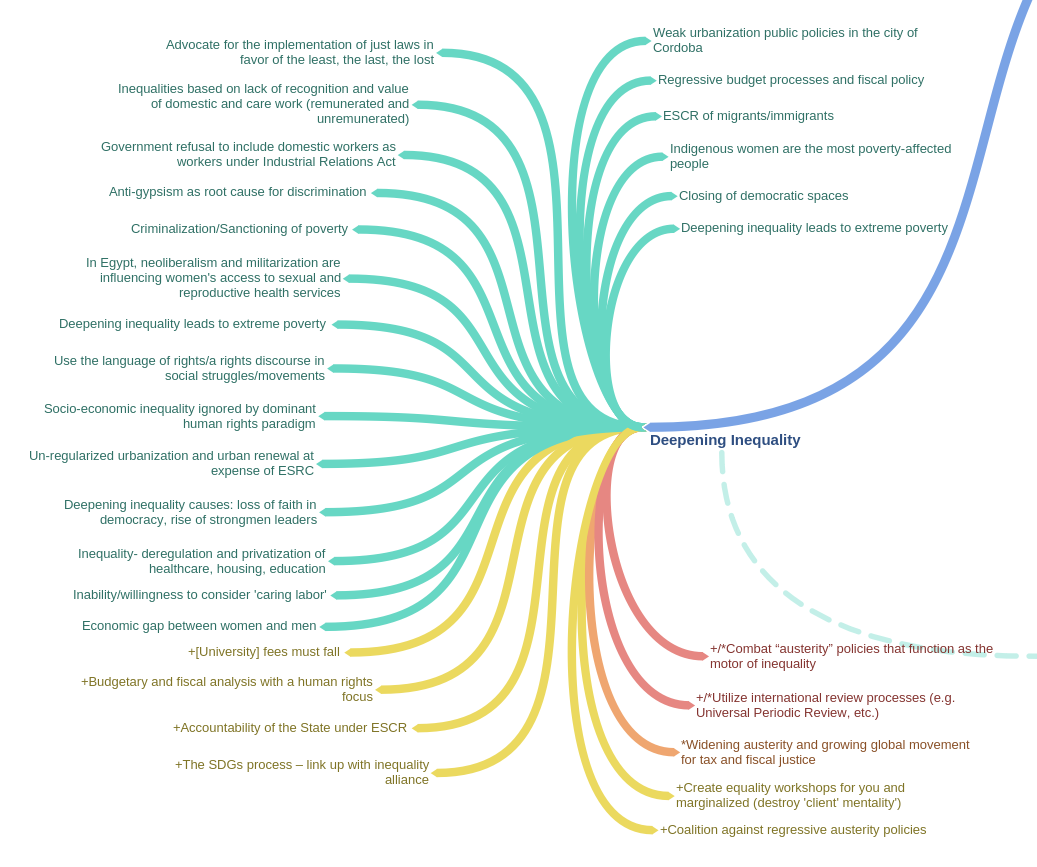 Advocate for the implementation of just laws in
favor of the least, the last, the lost
Inequalities based on lack of recognition and value
of domestic and care work (remunerated and
unremunerated)
Government refusal to include domestic workers as
workers under Industrial Relations Act
Anti-gypsism as root cause for discrimination
Criminalization/Sanctioning of poverty
In Egypt, neoliberalism and militarization are
influencing women's access to sexual and
reproductive health services
Deepening inequality leads to extreme poverty
Use the language of rights/a rights discourse in
social struggles/movements
Socio-economic inequality ignored by dominant
human rights paradigm
Un-regularized urbanization and urban renewal at
expense of ESRC
Deepening inequality causes: loss of faith in
democracy, rise of strongmen leaders
Inequality- deregulation and privatization of
healthcare, housing, education
Inability/willingness to consider 'caring labor'
Economic gap between women and men
+[University] fees must fall
+Budgetary and fiscal analysis with a human rights
focus
+Accountability of the State under ESCR
+The SDGs process – link up with inequality
alliance
Weak urbanization public policies in the city of
Cordoba
Regressive budget processes and fiscal policy
ESCR of migrants/immigrants
Indigenous women are the most poverty-affected
people
Closing of democratic spaces
Deepening inequality leads to extreme poverty
Deepening Inequality
+/*Combat “austerity” policies that function as the
motor of inequality
+/*Utilize international review processes (e.g.
Universal Periodic Review, etc.)
*Widening austerity and growing global movement
for tax and fiscal justice
+Create equality workshops for you and
marginalized (destroy 'client' mentality')
+Coalition against regressive austerity policies